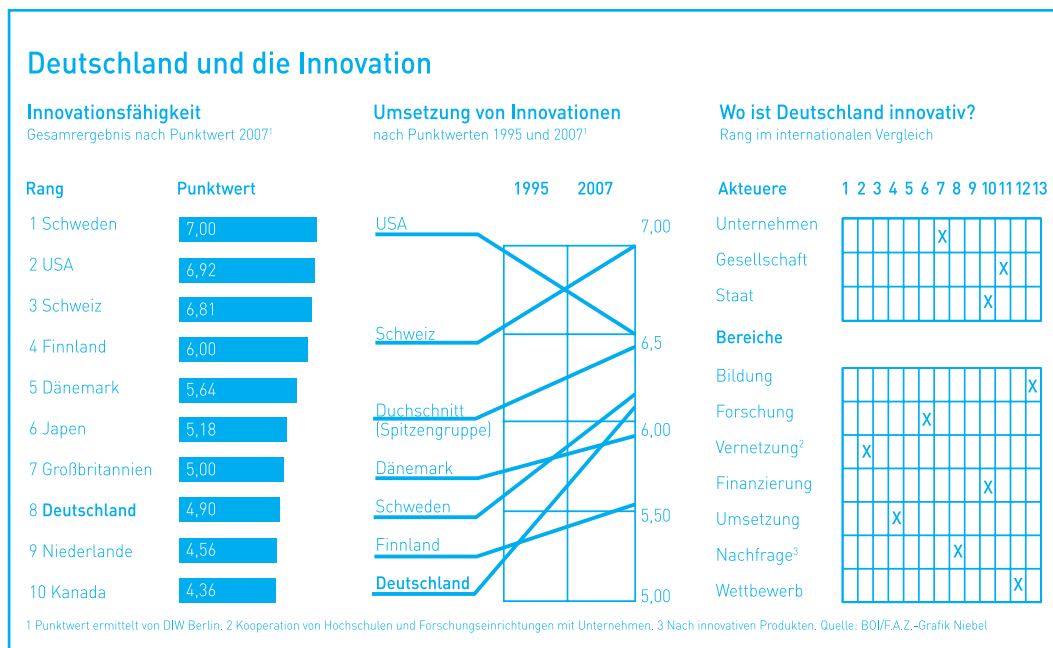 Deutschland und die Innovation
Innovationsfähigkeit
Gesamrergebnis nach Punktwert 2007¹
Rang Punktwert
1 Schweden 7,00
2 USA 6,92
3 Schweiz 6,81
4 Finnland 6,00
5 Dänemark 5,64
6 Japen 5,18
7 Großbritannien 5,00
8 Deutschland 4,90
9 Niederlande 4,56
10 Kanada 4,36
Umsetzung von Innovationen
nach Punktwerten 1995 und 2007¹
1995 2007
USA
Schweiz
Duchschnitt
(Spitzengruppe)
Dänemark
Schweden
Finnland
Deutschland
7,00
6,5
6,00
5,50
5,00
Wo ist Deutschland innovativ?
Rang im internationalen Vergleich
Akteuere 1 2 3 4 5 6 7 8 9 10 11 12 13
Unternehmen X
Gesellschaft X
Staat X
Bereiche
Bildung X
Forschung X
Vernetzung² X
Finanzierung X
Umsetzung X
Nachfrage³ X
Wettbewerb X
1 Punktwert ermittelt von DIW Berlin. 2 Kooperation von Hochschulen und Forschungseinrichtungen mit Unternehmen. 3 Nach innovativen Produkten. Quelle: BDI/F.A.Z.-Grafik Niebel